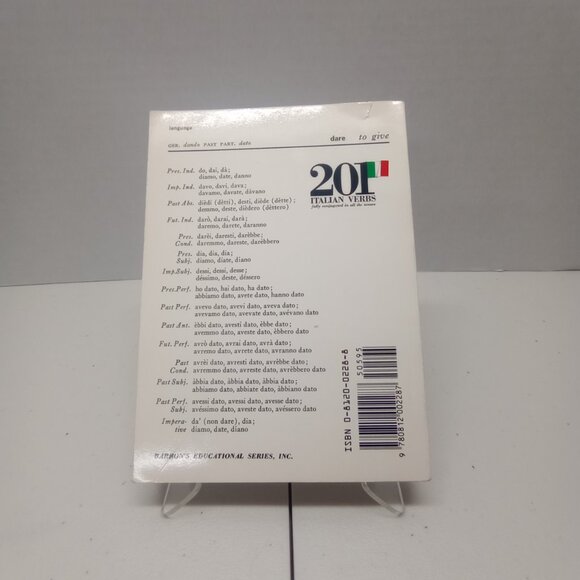 language
GER. dando PAST PART. dato dare to give
Pres. Ind. do, dai, dà;
diamo, date, danno
Imp. Ind. davo, davi, dava;
davamo, davate, dàvano
Past Abs. dièdi (dètti), desti, diède (dètte);
demmo, deste, dièdero (dèttero)
Fut. Ind. darò, darai, darà;
daremo, darete, daranno
Pres. darèi, daresti, darèbbe;
Cond. daremmo, dareste, darèbbero
Pres. dia, dia, dia;
Subj. diamo, diate, díano
Imp. Subj. dessi, dessi, desse;
déssimo, deste, déssero
Pres. Perf. ho dato, hai dato, ha dato;
abbiamo dato, avete dato, hanno dato
Past Perf. avevo dato, avevi dato, aveva dato;
avevamo dato, avevate dato, avévano dato
Past Ant. èbbi dato, avesti dato, èbbe dato;
avemmo dato, aveste dato, èbbero dato
Fut. Perf. avrò dato, avrai dato, avrà dato;
avremo dato, avrete dato, avranno dato
Past avrèi dato, avresti dato, avrèbbe dato;
Cond. avremmo dato, avreste dato, avrèbbero dato
Past Subj. àbbia dato, àbbia dato, àbbia dato;
abbiamo dato, abbiate dato, àbbiano dato
Past Perf. avessi dato, avessi dato, avesse dato;
Subj. avéssimo dato, aveste dato, avéssero dato
Impera- da' (non dare), dia;
tive diamo, date, díano
BARRON'S EDUCATIONAL SERIES, INC.
201
ITALIAN VERBS
fully conjugated in all the tenses
ISBN 0-8120-0228-8
50595
9 780812 002287